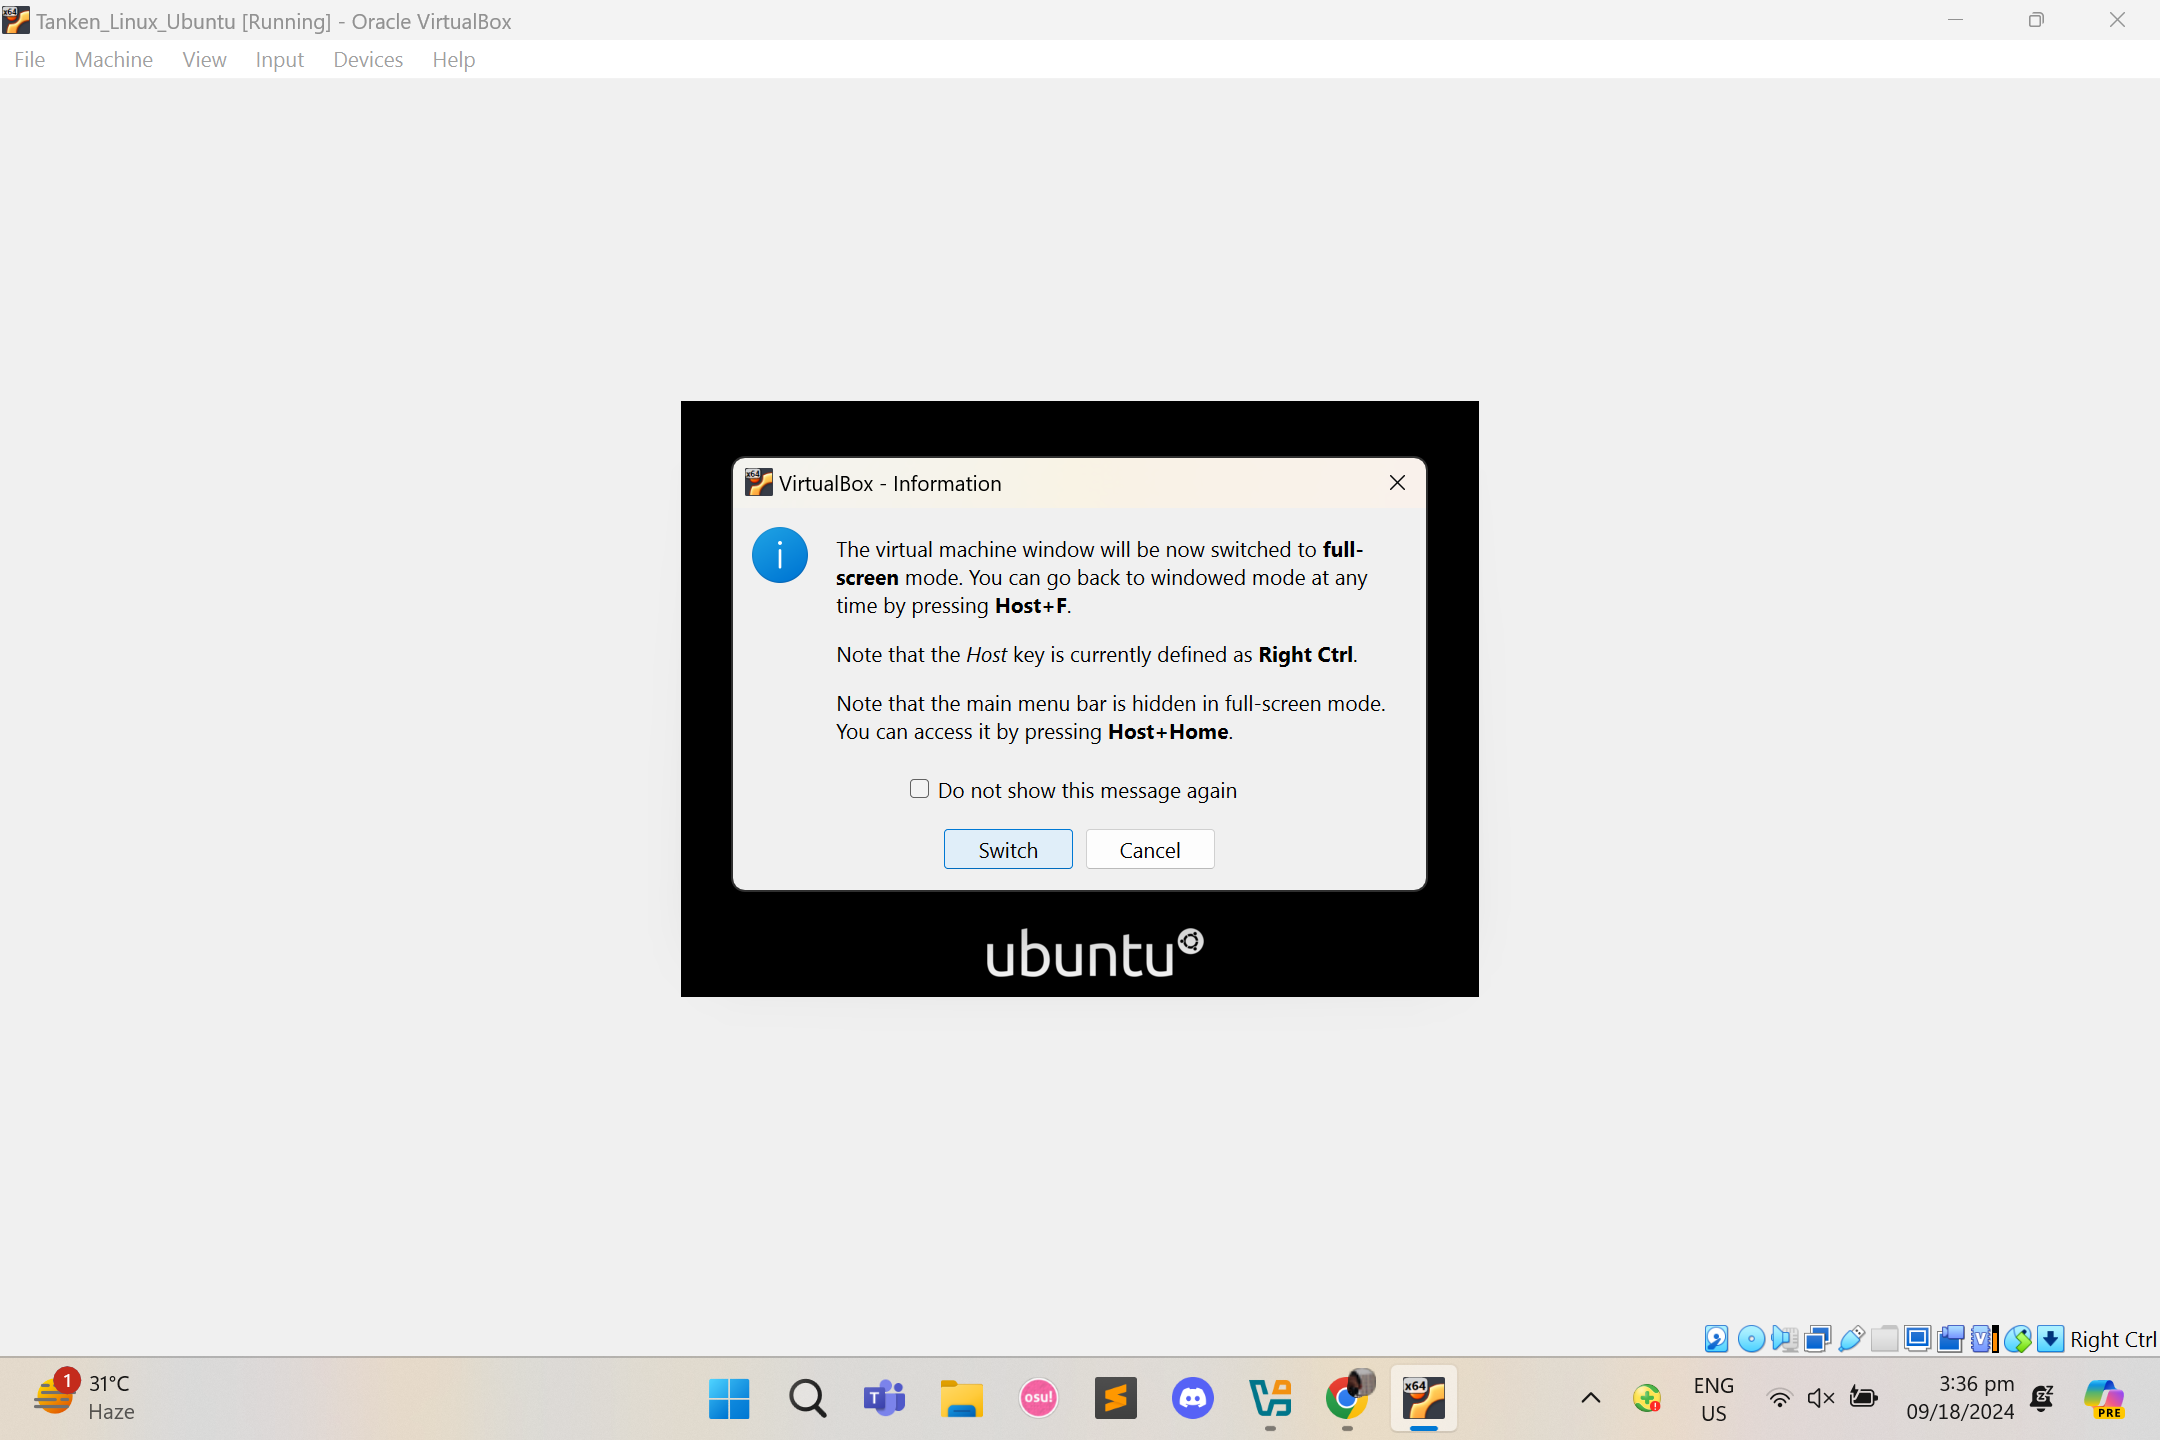 Tanken_Linux_Ubuntu [Running] - Oracle VirtualBox
File Machine View Input Devices Help
VirtualBox - Information
The virtual machine window will be now switched to full-
screen mode. You can go back to windowed mode at any
time by pressing Host+F.
Note that the Host key is currently defined as Right Ctrl.
Note that the main menu bar is hidden in full-screen mode.
You can access it by pressing Host+Home.
Do not show this message again
Switch Cancel
ubuntu
Right Ctrl
1
31°C
Haze
T
osu!
x64
ENG
US
3:36 pm
09/18/2024
PRE